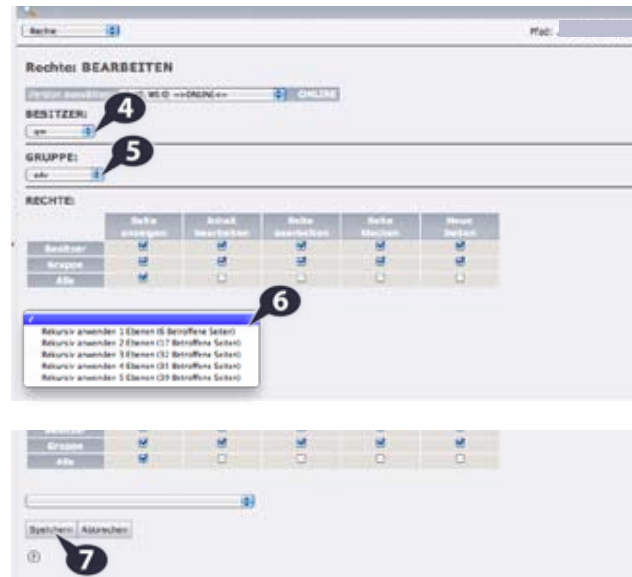 Rechte
Pfad:
Rechte: BEARBEITEN
ONLINE
BESITZER:
4
GRUPPE:
5
adv
RECHTE:
Seite anzeigen
Inhalt bearbeiten
Seite bearbeiten
Seite löschen
Neue Seiten
Besitzer
Gruppe
Alle
6
Rekursiv anwenden 1 Ebenen (6 Betroffene Seiten)
Rekursiv anwenden 2 Ebenen (17 Betroffene Seiten)
Rekursiv anwenden 3 Ebenen (32 Betroffene Seiten)
Rekursiv anwenden 4 Ebenen (35 Betroffene Seiten)
Rekursiv anwenden 5 Ebenen (39 Betroffene Seiten)
Gruppe
Alle
Speichern Abbrechen
7